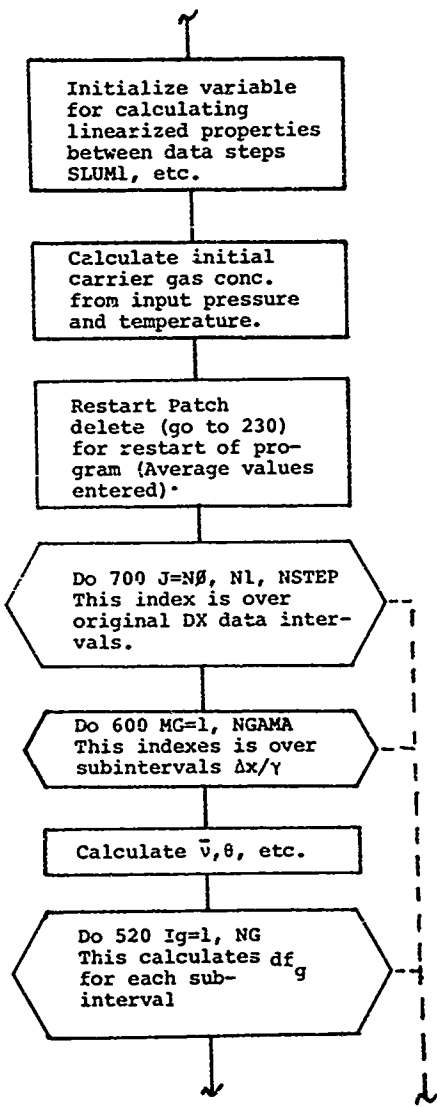 Initialize variable
for calculating
linearized properties
between data steps
SLUM1, etc.
Calculate initial
carrier gas conc.
from input pressure
and temperature.
Restart Patch
delete (go to 230)
for restart of pro-
gram (Average values
entered).
Do 700 J=NØ, N1, NSTEP
This index is over
original DX data inter-
vals.
Do 600 MG=1, NGAMA
This indexes is over
subintervals Δx/γ
Calculate ν̄,θ, etc.
Do 520 Ig=1, NG
This calculates df_g
for each sub-
interval